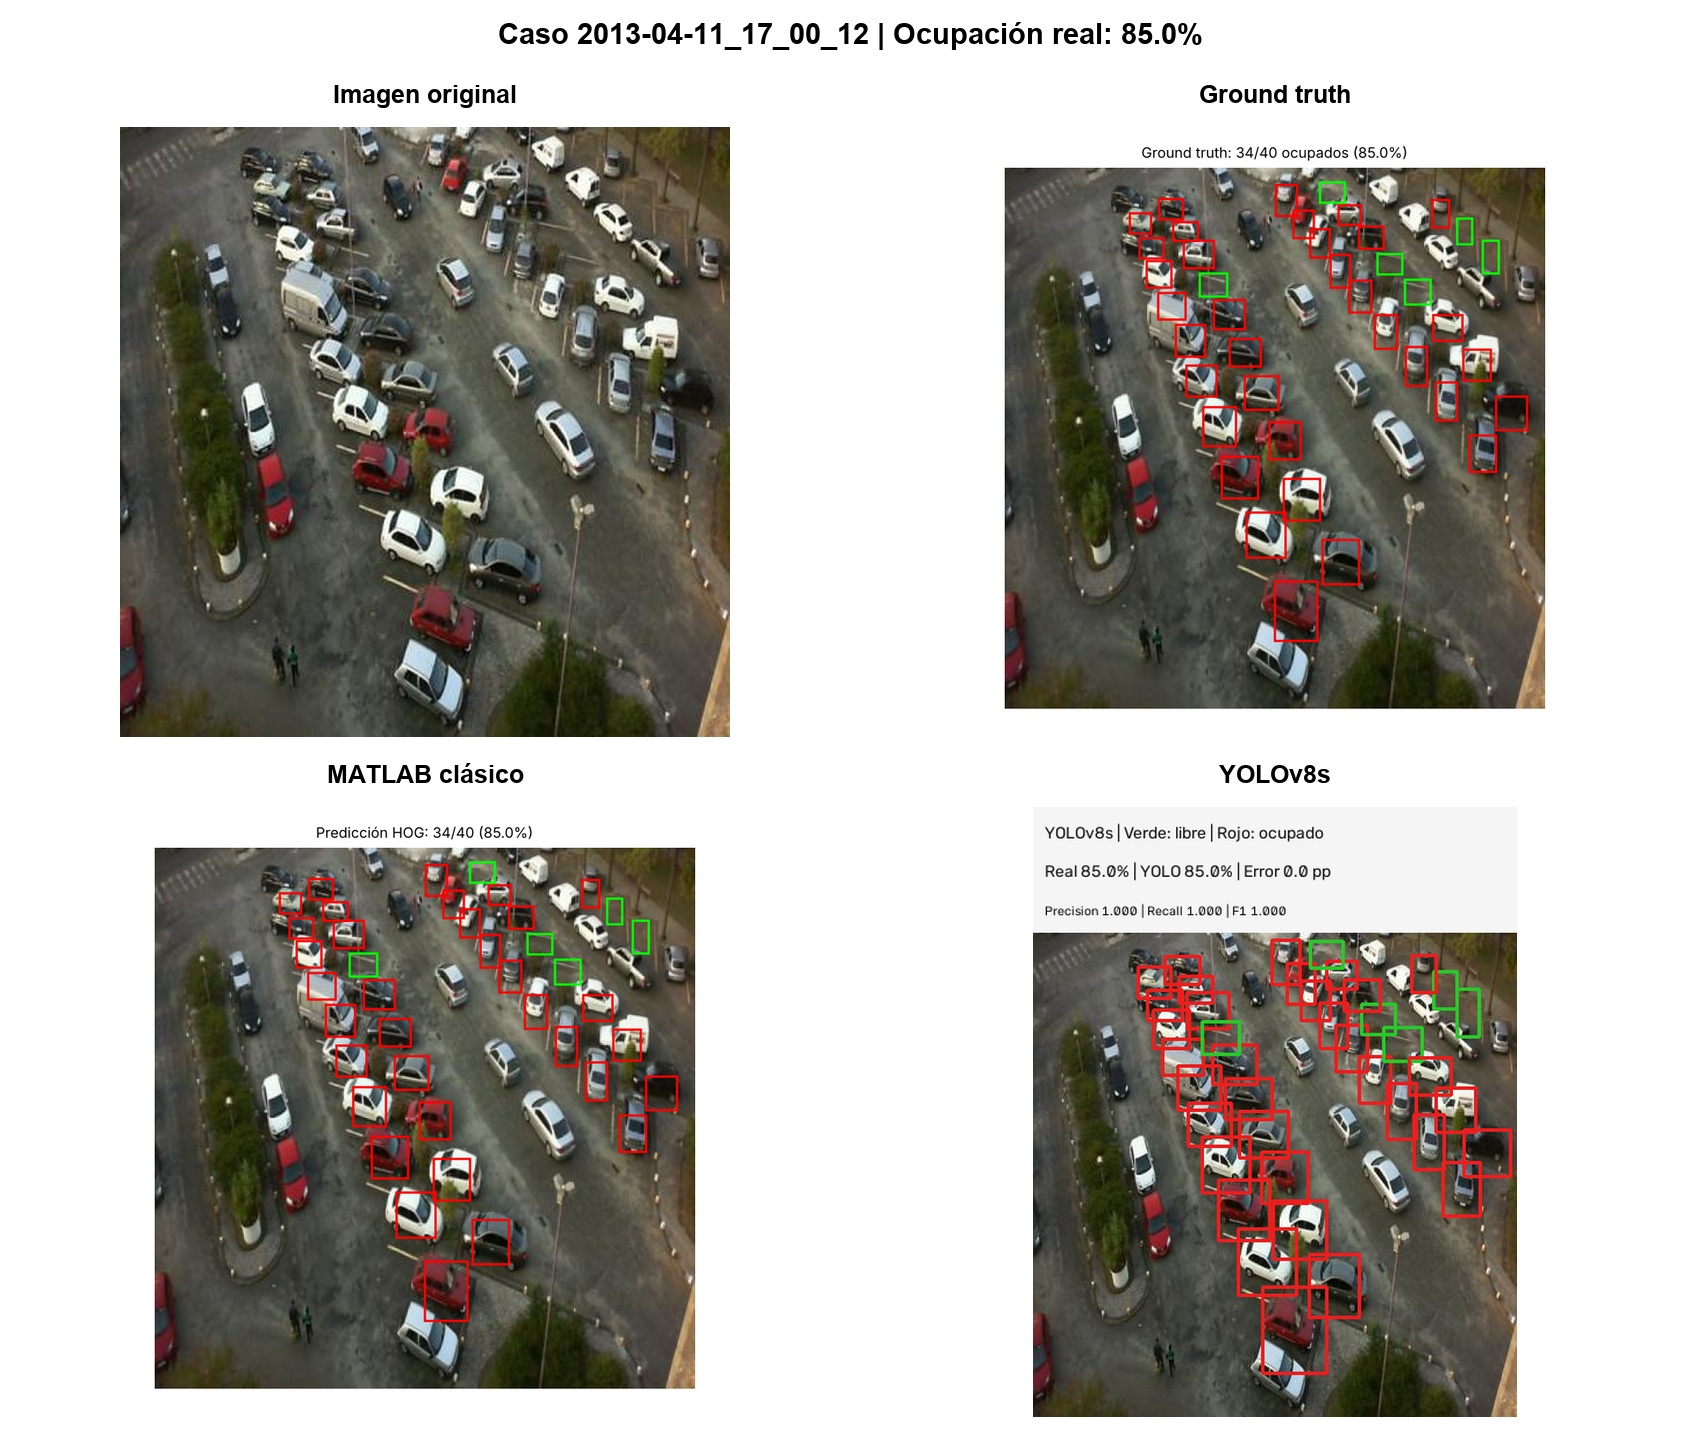 Caso 2013-04-11_17_00_12 | Ocupación real: 85.0%
Imagen original
Ground truth
Ground truth: 34/40 ocupados (85.0%)
MATLAB clásico
YOLOv8s
Predicción HOG: 34/40 (85.0%)
YOLOv8s | Verde: libre | Rojo: ocupado
Real 85.0% | YOLO 85.0% | Error 0.0 pp
Precision 1.000 | Recall 1.000 | F1 1.000